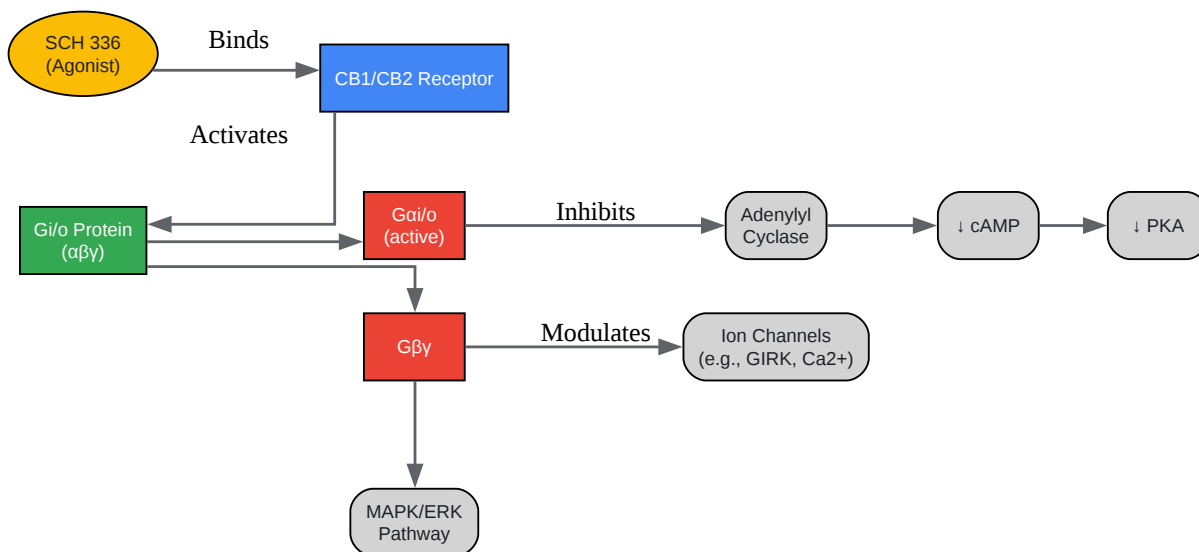 SCH 336
(Agonist)
Binds
CB1/CB2 Receptor
Activates
Gi/o Protein
(αβγ)
Gαi/o
(active)
Inhibits
Adenylyl
Cyclase
↓ cAMP
↓ PKA
Gβγ
Modulates
Ion Channels
(e.g., GIRK, Ca2+)
MAPK/ERK
Pathway